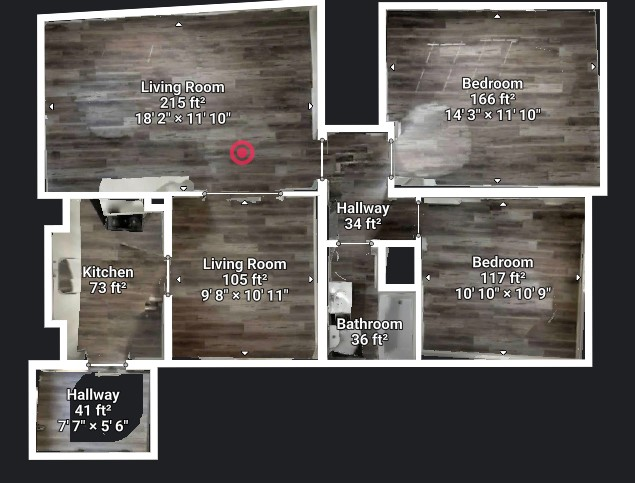 Living Room
215 ft²
18' 2" × 11' 10"
Bedroom
166 ft²
14' 3" × 11' 10"
Hallway
34 ft²
Kitchen
73 ft²
Living Room
105 ft²
9' 8" × 10' 11"
Bedroom
117 ft²
10' 10" × 10' 9"
Bathroom
36 ft²
Hallway
41 ft²
7' 7" × 5' 6"